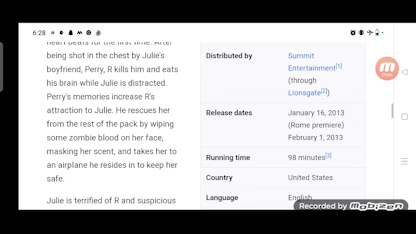 6:28
heart beats for the first time. After
being shot in the chest by Julie's
boyfriend, Perry, R kills him and eats
his brain while Julie is distracted.
Perry's memories increase R's
attraction to Julie. He rescues her
from the rest of the pack by wiping
some zombie blood on her face,
masking her scent, and takes her to
an airplane he resides in to keep her
safe.
Julie is terrified of R and suspicious
Distributed by
Summit
Entertainment[1]
(through
Lionsgate[2])
Release dates
January 16, 2013
(Rome premiere)
February 1, 2013
Running time
98 minutes[3]
Country
United States
Language
English
Recorded by MOBIZEN